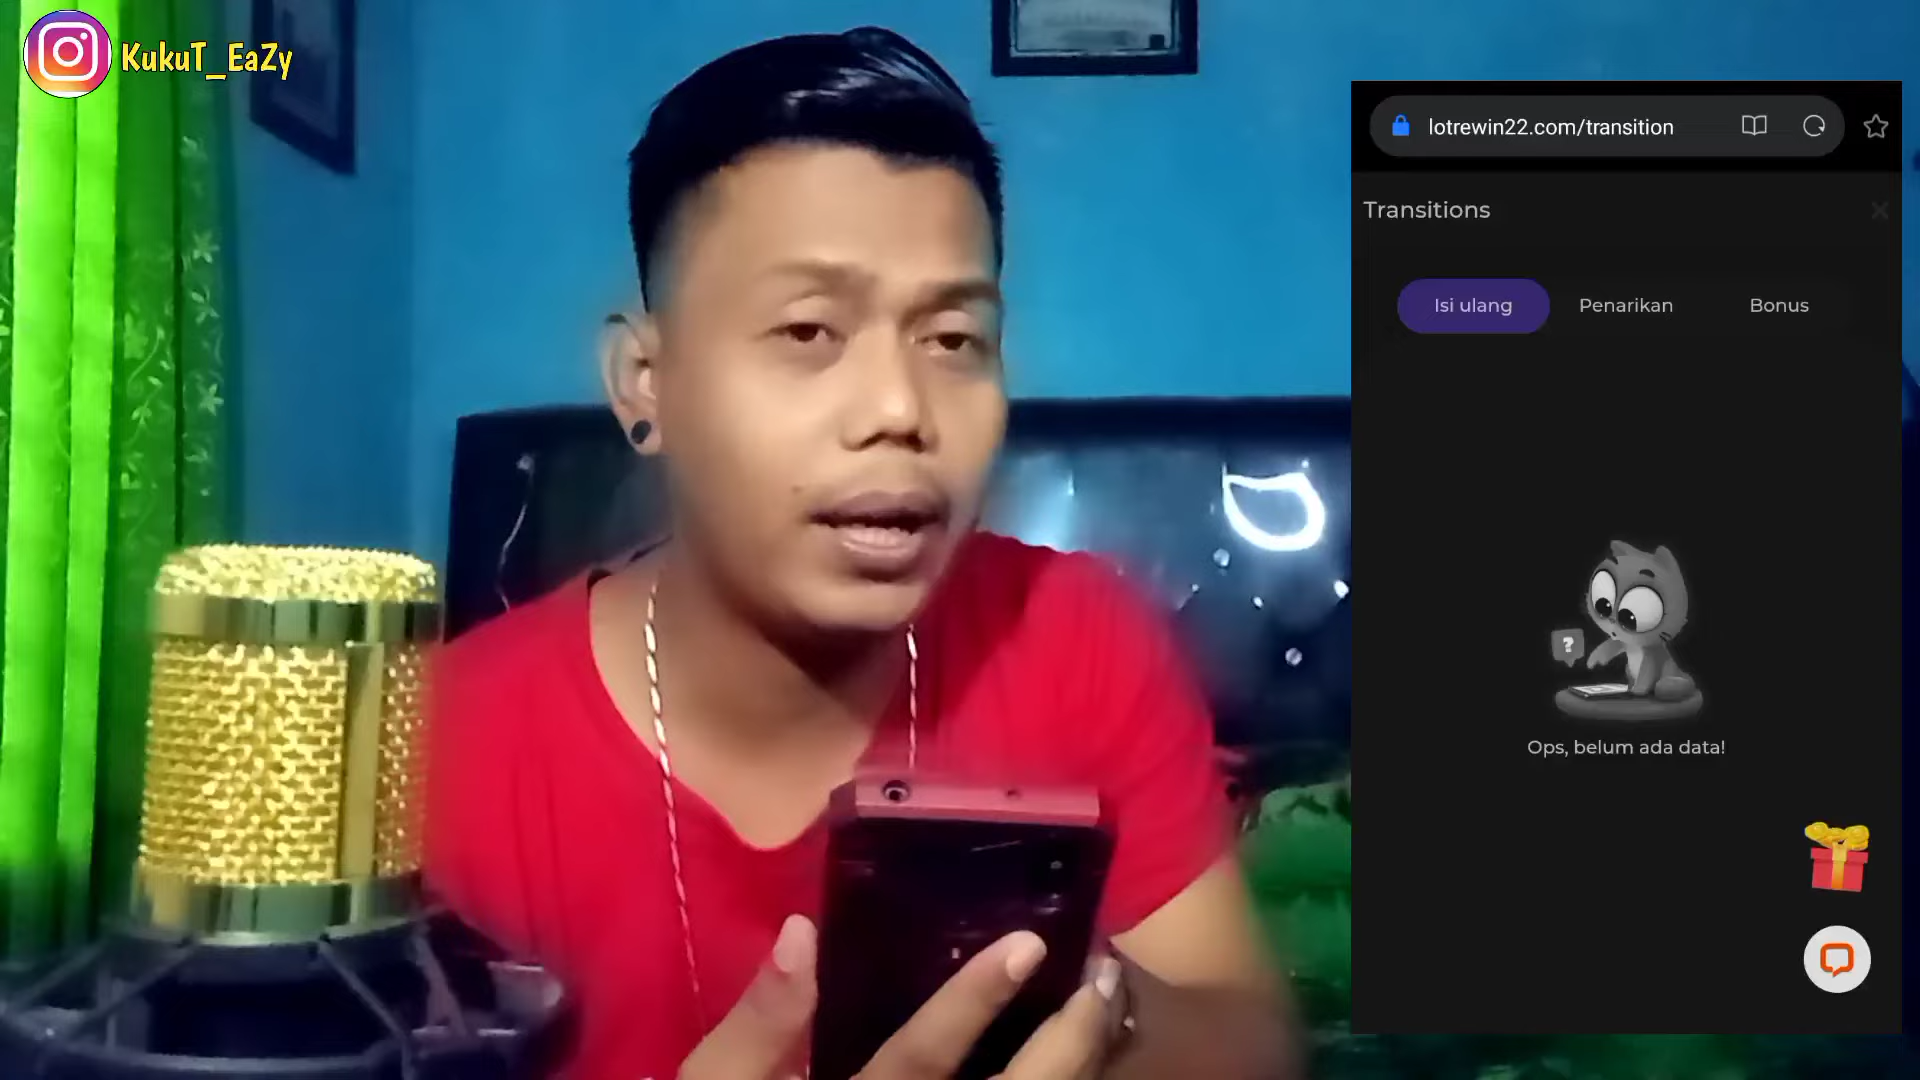 KukuT_EaZy
lotrewin22.com/transition
Transitions
Isi ulang Penarikan Bonus
?
Ops, belum ada data!